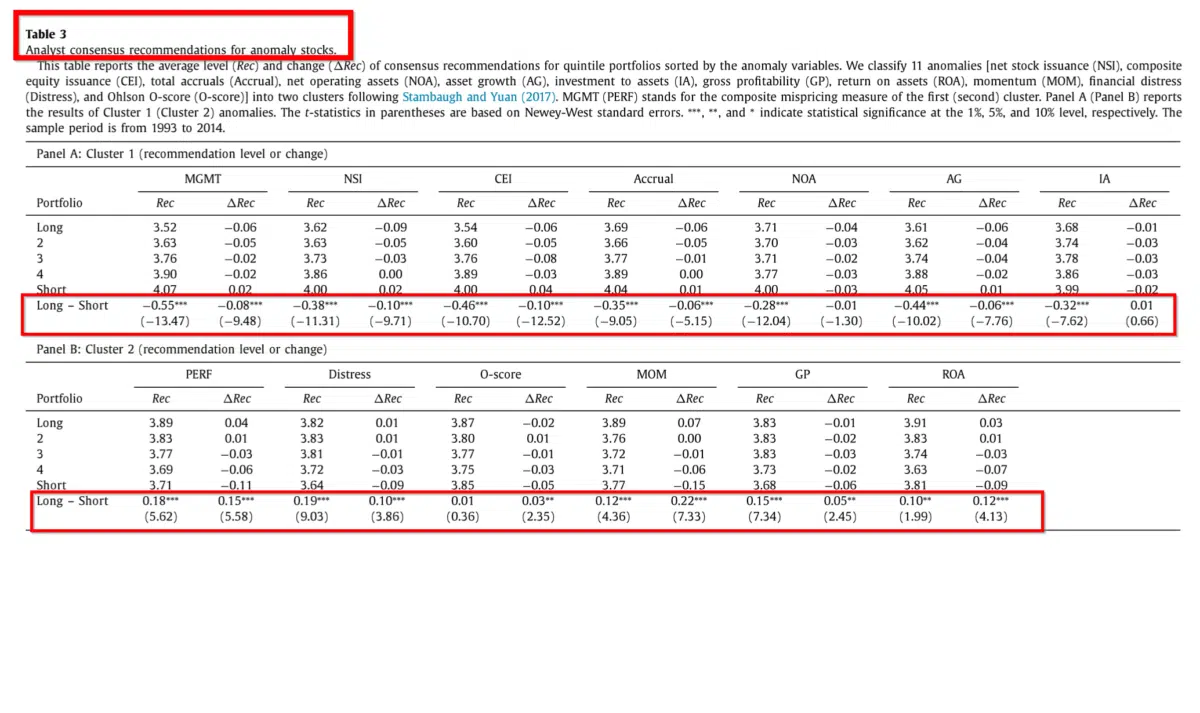 Table 3
Analyst consensus recommendations for anomaly stocks.
This table reports the average level (Rec) and change (ΔRec) of consensus recommendations for quintile portfolios sorted by the anomaly variables. We classify 11 anomalies [net stock issuance (NSI), composite
equity issuance (CEI), total accruals (Accrual), net operating assets (NOA), asset growth (AG), investment to assets (IA), gross profitability (GP), return on assets (ROA), momentum (MOM), financial distress
(Distress), and Ohlson O-score (O-score)] into two clusters following Stambaugh and Yuan (2017). MGMT (PERF) stands for the composite mispricing measure of the first (second) cluster. Panel A (Panel B) reports
the results of Cluster 1 (Cluster 2) anomalies. The t-statistics in parentheses are based on Newey-West standard errors. ***, **, and * indicate statistical significance at the 1%, 5%, and 10% level, respectively. The
sample period is from 1993 to 2014.
Panel A: Cluster 1 (recommendation level or change)
MGMT NSI CEI Accrual NOA AG IA
Portfolio Rec ΔRec Rec ΔRec Rec ΔRec Rec ΔRec Rec ΔRec Rec ΔRec Rec ΔRec
Long 3.52 −0.06 3.62 −0.09 3.54 −0.06 3.69 −0.06 3.71 −0.04 3.61 −0.06 3.68 −0.01
2 3.63 −0.05 3.63 −0.05 3.60 −0.05 3.66 −0.05 3.70 −0.03 3.62 −0.04 3.74 −0.03
3 3.76 −0.02 3.73 −0.03 3.76 −0.08 3.77 −0.01 3.71 −0.02 3.74 −0.04 3.78 −0.03
4 3.90 −0.02 3.86 0.00 3.89 −0.03 3.89 0.00 3.77 −0.03 3.88 −0.02 3.86 −0.03
Short 4.07 0.02 4.00 0.02 4.00 0.04 4.04 0.01 4.00 −0.03 4.05 0.01 3.99 −0.02
Long – Short −0.55*** −0.08*** −0.38*** −0.10*** −0.46*** −0.10*** −0.35*** −0.06*** −0.28*** −0.01 −0.44*** −0.06*** −0.32*** 0.01
(−13.47) (−9.48) (−11.31) (−9.71) (−10.70) (−12.52) (−9.05) (−5.15) (−12.04) (−1.30) (−10.02) (−7.76) (−7.62) (0.66)
Panel B: Cluster 2 (recommendation level or change)
PERF Distress O-score MOM GP ROA
Portfolio Rec ΔRec Rec ΔRec Rec ΔRec Rec ΔRec Rec ΔRec Rec ΔRec
Long 3.89 0.04 3.82 0.01 3.87 −0.02 3.89 0.07 3.83 −0.01 3.91 0.03
2 3.83 0.01 3.83 0.01 3.80 0.01 3.76 0.00 3.83 −0.02 3.83 0.01
3 3.77 −0.03 3.81 −0.01 3.77 −0.01 3.72 −0.01 3.83 −0.03 3.74 −0.03
4 3.69 −0.06 3.72 −0.03 3.75 −0.03 3.71 −0.06 3.73 −0.02 3.63 −0.07
Short 3.71 −0.11 3.64 −0.09 3.85 −0.05 3.77 −0.15 3.68 −0.06 3.81 −0.09
Long – Short 0.18*** 0.15*** 0.19*** 0.10*** 0.01 0.03** 0.12*** 0.22*** 0.15*** 0.05** 0.10** 0.12***
(5.62) (5.58) (9.03) (3.86) (0.36) (2.35) (4.36) (7.33) (7.34) (2.45) (1.99) (4.13)